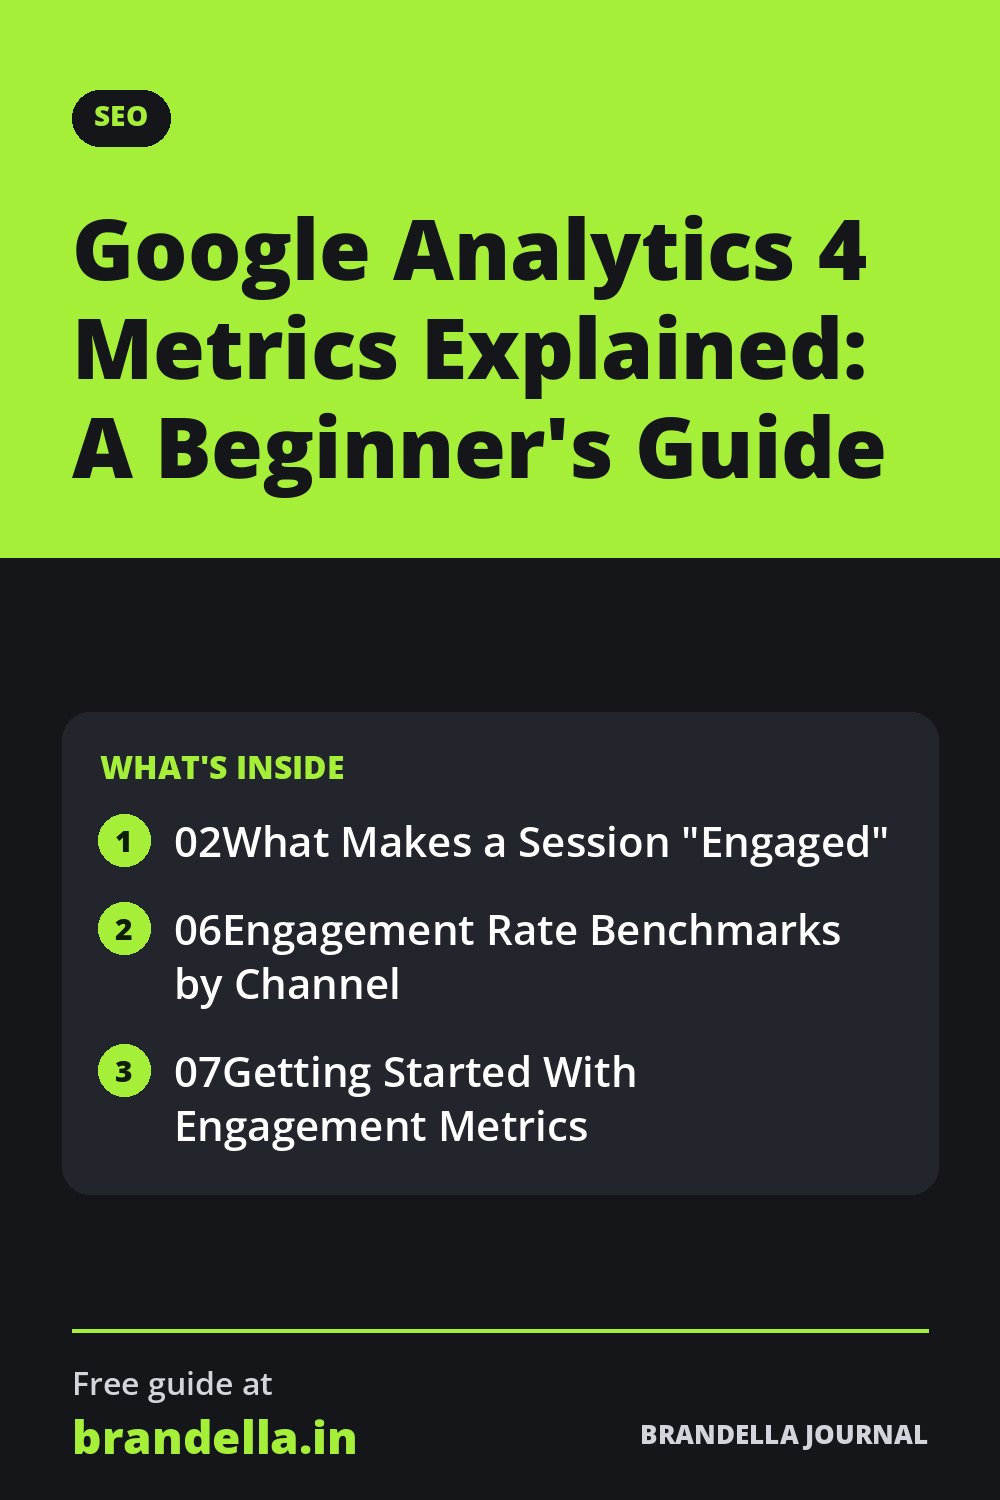 SEO
Google Analytics 4
Metrics Explained:
A Beginner's Guide
WHAT'S INSIDE
1 02What Makes a Session "Engaged"
2 06Engagement Rate Benchmarks
by Channel
3 07Getting Started With
Engagement Metrics
Free guide at
brandella.in
BRANDELLA JOURNAL